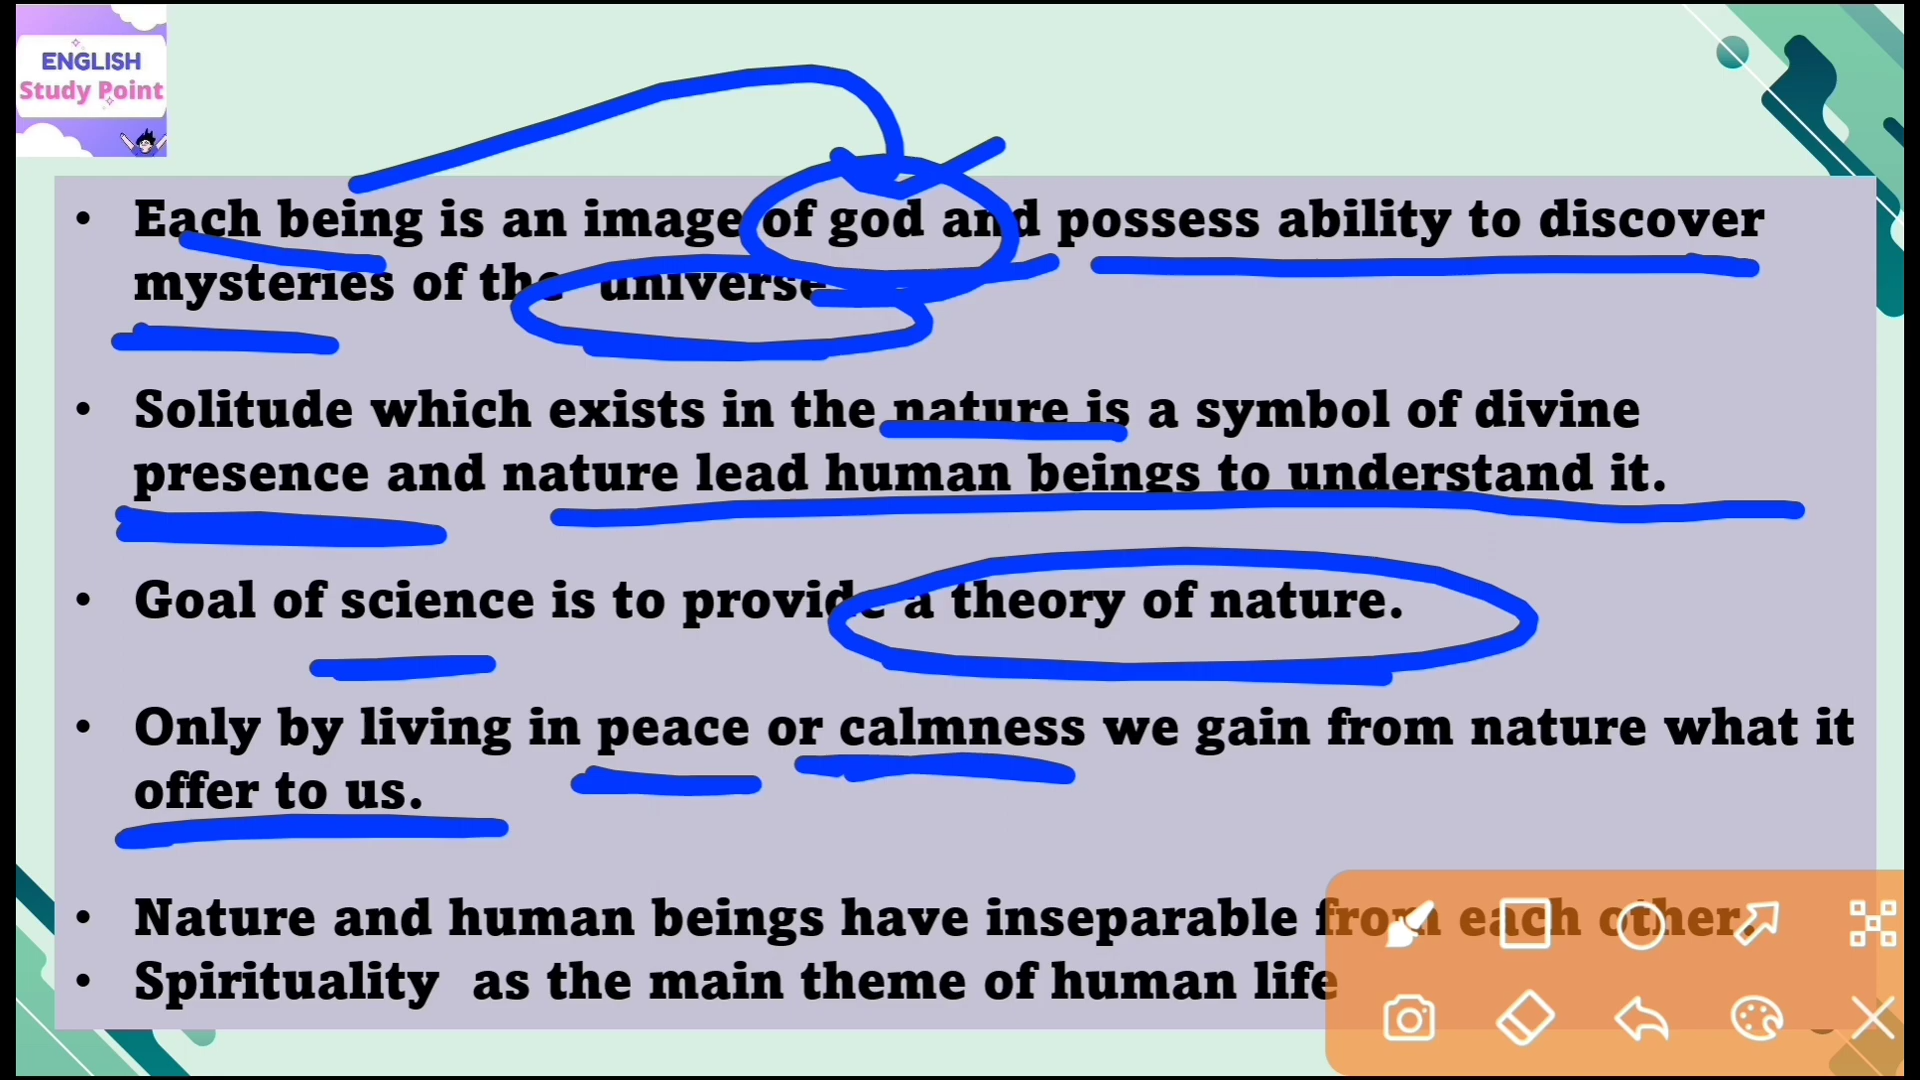 ENGLISH
Study Point
• Each being is an image of god and possess ability to discover
mysteries of the universe
• Solitude which exists in the nature is a symbol of divine
presence and nature lead human beings to understand it.
• Goal of science is to provide a theory of nature.
• Only by living in peace or calmness we gain from nature what it
offer to us.
• Nature and human beings have inseparable from each other.
• Spirituality as the main theme of human life